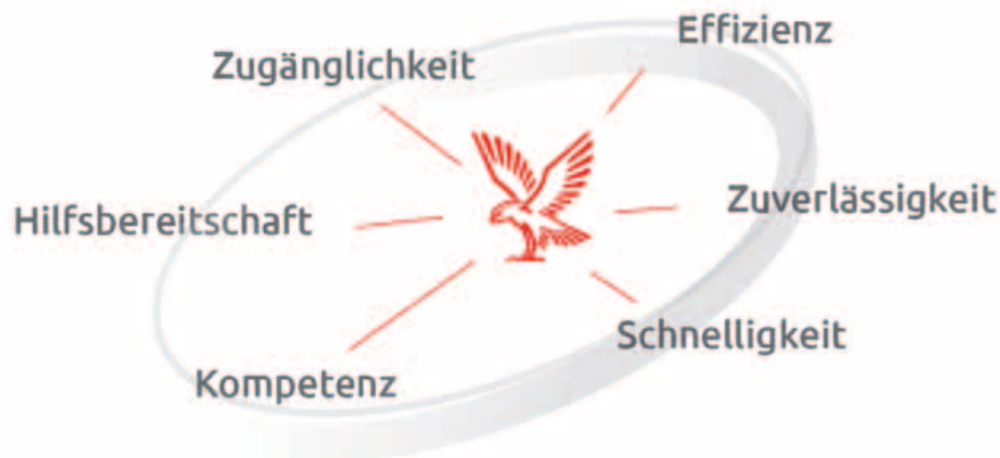 Effizienz
Zugänglichkeit
Zuverlässigkeit
Hilfsbereitschaft
Schnelligkeit
Kompetenz